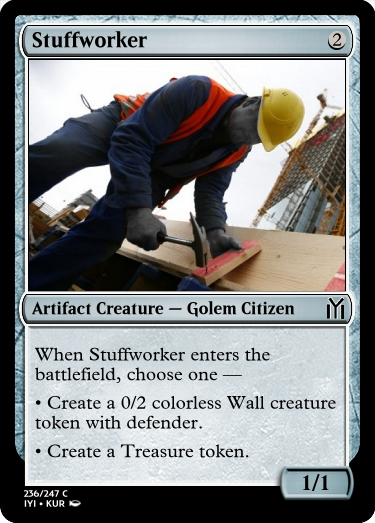 Stuffworker 2
Artifact Creature — Golem Citizen
When Stuffworker enters the
battlefield, choose one —
• Create a 0/2 colorless Wall creature
token with defender.
• Create a Treasure token.
1/1
236/247 C
IYI • KUR